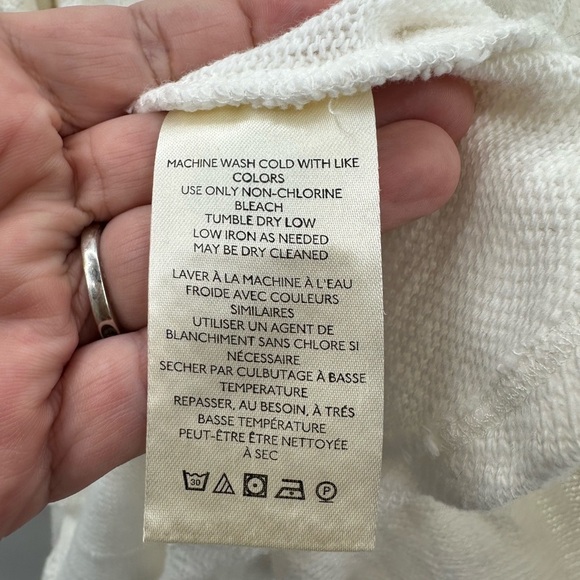 MACHINE WASH COLD WITH LIKE
COLORS
USE ONLY NON-CHLORINE
BLEACH
TUMBLE DRY LOW
LOW IRON AS NEEDED
MAY BE DRY CLEANED
LAVER À LA MACHINE À L'EAU
FROIDE AVEC COULEURS
SIMILAIRES
UTILISER UN AGENT DE
BLANCHIMENT SANS CHLORE SI
NÉCESSAIRE
SECHER PAR CULBUTAGE À BASSE
TEMPERATURE
REPASSER, AU BESOIN, À TRÉS
BASSE TEMPÉRATURE
PEUT-ÊTRE ÊTRE NETTOYÉE
À SEC
30 P